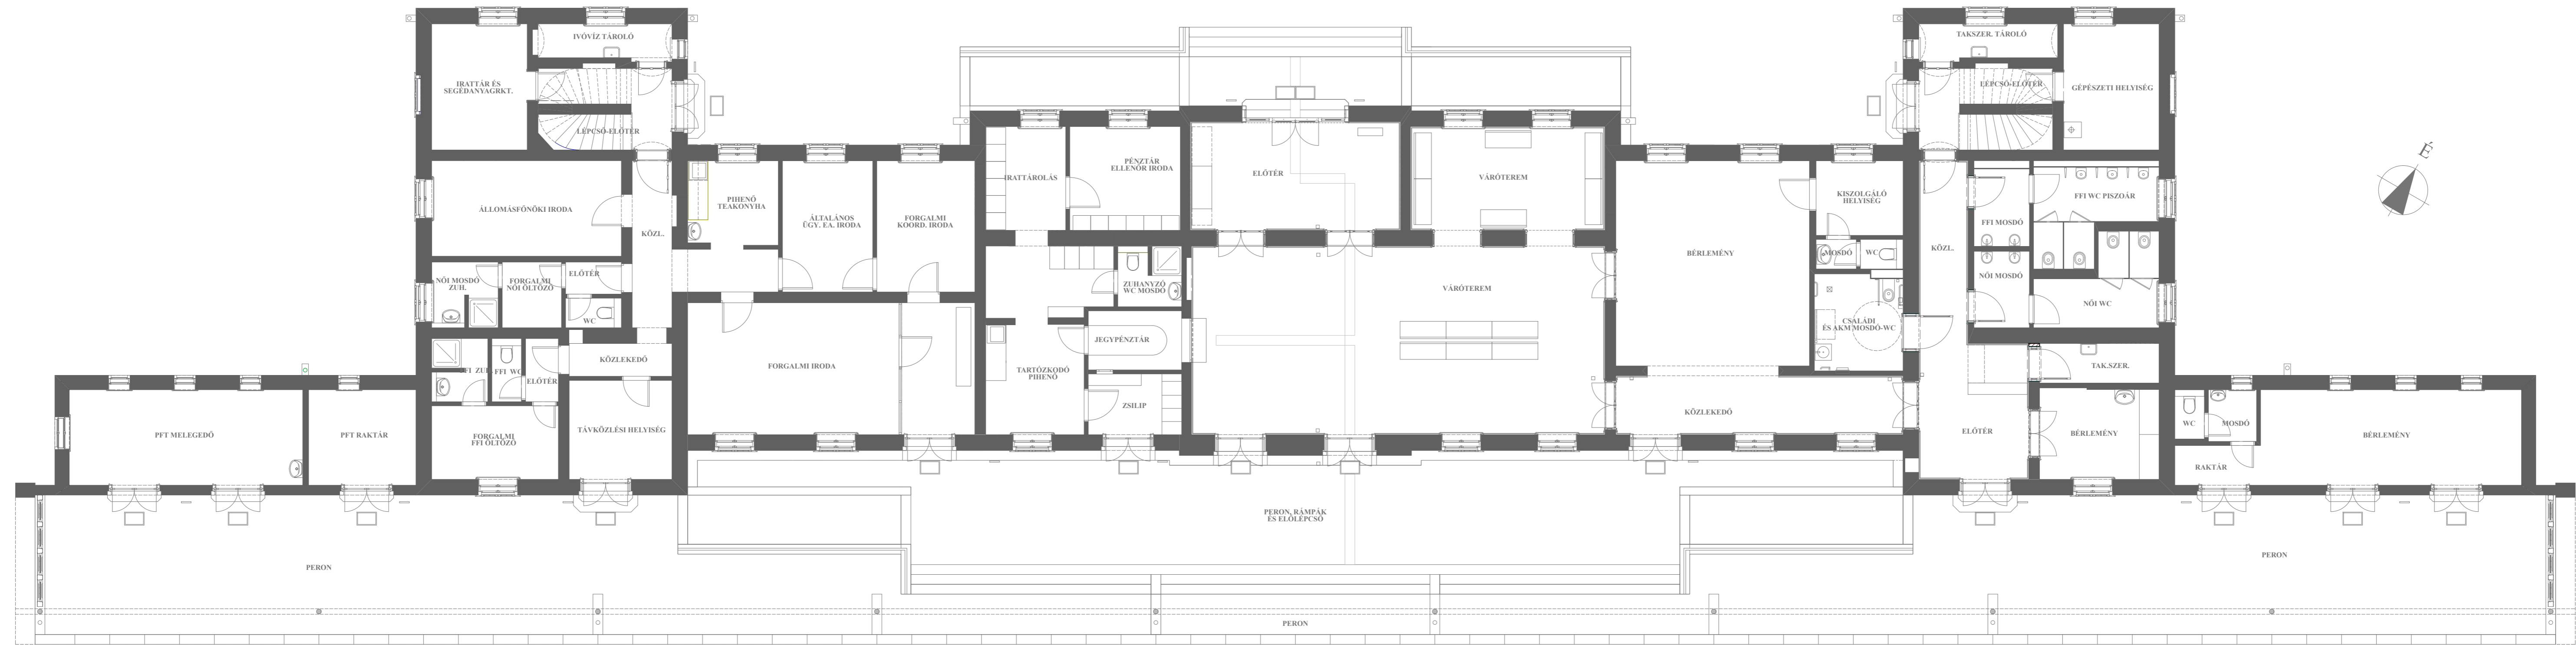 IVÓVÍZ TÁROLÓ
IRATTÁR ÉS
SEGÉDANYAGRKT.
LÉPCSŐ-ELŐTÉR
ÁLLOMÁSFŐNÖKI IRODA
KÖZL.
NŐI MOSDÓ
ZUH.
FORGALMI
NŐI ÖLTÖZŐ
ELŐTÉR
WC
PIHENŐ
TEAKONYHA
ÁLTALÁNOS
ÜGY. EA. IRODA
FORGALMI
KOORD. IRODA
KÖZLEKEDŐ
FFI ZUH.
FFI WC
ELŐTÉR
FORGALMI
FFI ÖLTÖZŐ
TÁVKÖZLÉSI HELYISÉG
PFT MELEGEDŐ
PFT RAKTÁR
FORGALMI IRODA
IRATTÁROLÁS
PÉNZTÁR
ELLENŐR IRODA
ZUHANYZÓ
WC MOSDÓ
JEGYPÉNZTÁR
TARTÓZKODÓ
PIHENŐ
ZSILIP
ELŐTÉR
VÁRÓTEREM
VÁRÓTEREM
BÉRLEMÉNY
KISZOLGÁLÓ
HELYISÉG
MOSDÓ
WC
CSALÁDI
ÉS AKM MOSDÓ-WC
KÖZLEKEDŐ
TAKSZER. TÁROLÓ
LÉPCSŐ-ELŐTÉR
GÉPÉSZETI HELYISÉG
KÖZL.
FFI MOSDÓ
FFI WC PISZOÁR
NŐI MOSDÓ
NŐI WC
TAK.SZER.
ELŐTÉR
BÉRLEMÉNY
WC
MOSDÓ
RAKTÁR
BÉRLEMÉNY
É
PERON, RÁMPÁK
ÉS ELŐLÉPCSŐ
PERON
PERON
PERON